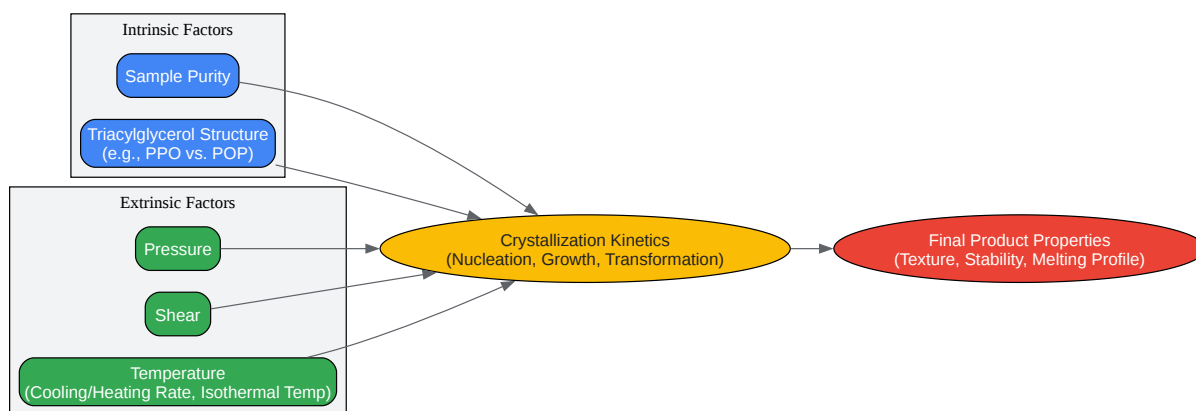 Intrinsic Factors
Sample Purity
Triacylglycerol Structure
(e.g., PPO vs. POP)
Extrinsic Factors
Pressure
Shear
Temperature
(Cooling/Heating Rate, Isothermal Temp)
Crystallization Kinetics
(Nucleation, Growth, Transformation)
Final Product Properties
(Texture, Stability, Melting Profile)